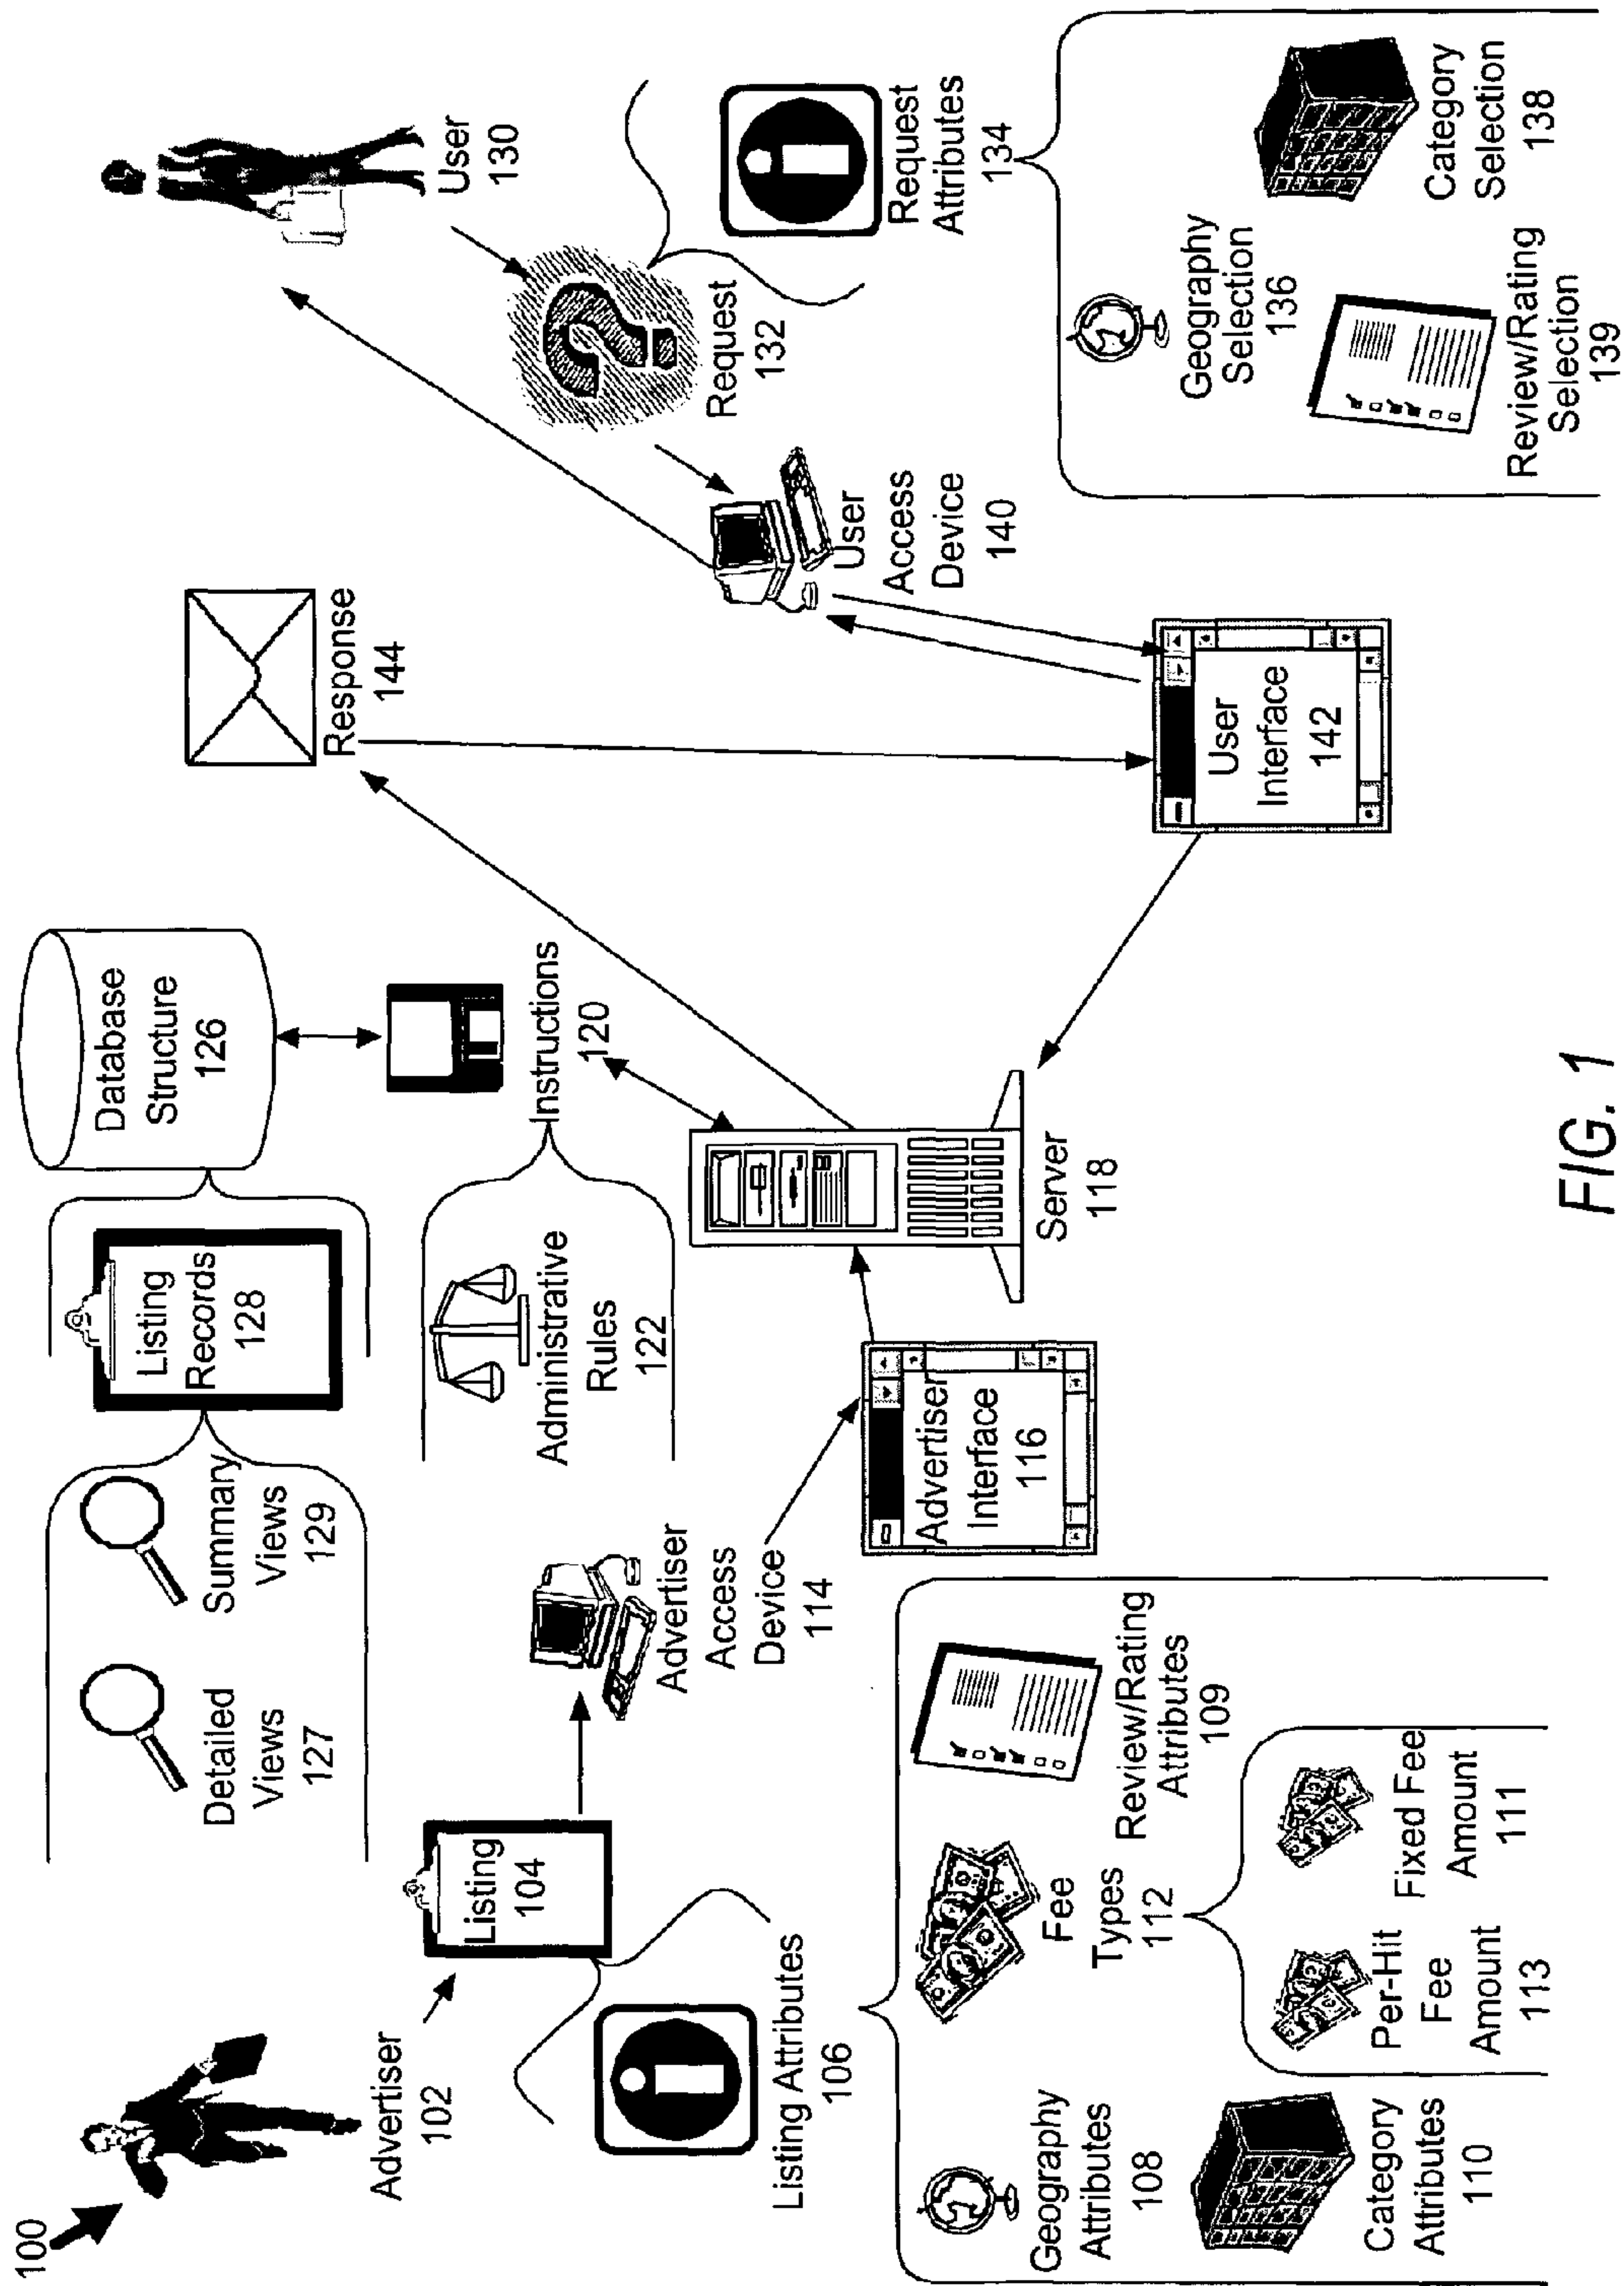 100
Advertiser
102
Listing
104
Listing Attributes
106
Geography
Attributes
108
Category
Attributes
110
Fee
Types
112
Per-Hit
Fee
Amount
113
Fixed Fee
Amount
111
Review/Rating
Attributes
109
Detailed
Views
127
Summary
Views
129
Listing
Records
128
Database
Structure
126
Administrative
Rules
122
Instructions
120
Advertiser
Access
Device
114
Advertiser
Interface
116
Server
118
Response
144
User
Interface
142
User
Access
Device
140
Request
132
User
130
Request
Attributes
134
Geography
Selection
136
Category
Selection
138
Review/Rating
Selection
139
FIG. 1